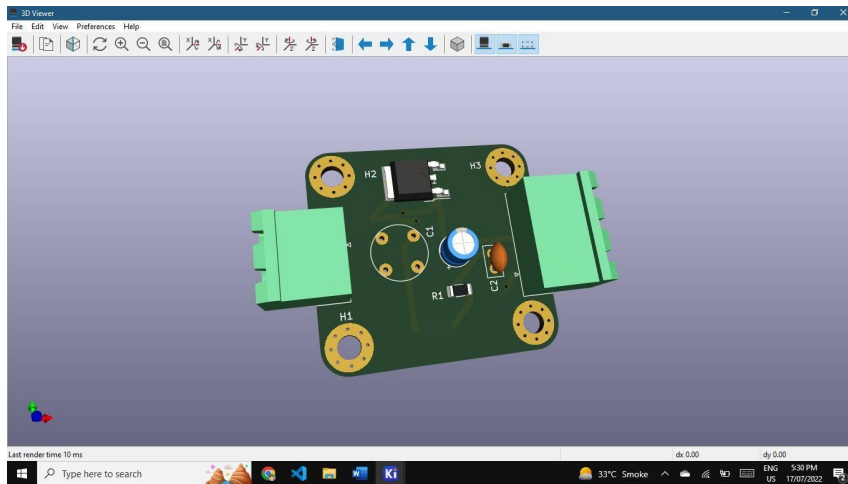 3D Viewer
File Edit View Preferences Help
H2
H3
C1
R1
C2
H1
Last render time 10 ms
dx 0.00
dy 0.00
Type here to search
Ki
33°C Smoke
ENG
US
5:30 PM
17/07/2022
2